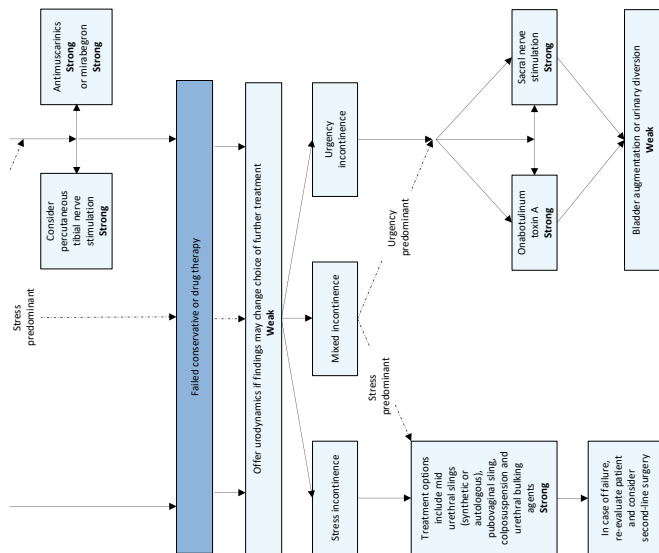 Stress
predominant
Consider
percutaneous
tibial nerve
stimulation
Strong
Antimuscarinics
Strong
or mirabegron
Strong
Failed conservative or drug therapy
Offer urodynamics if findings may change choice of further treatment
Weak
Stress incontinence
Mixed incontinence
Urgency
incontinence
Stress
predominant
Urgency
predominant
Treatment options
include mid
urethral slings
(synthetic or
autologous),
pubovaginal sling,
colposuspension and
urethral bulking
agents
Strong
Onabotulinum
toxin A
Strong
Sacral nerve
stimulation
Strong
In case of failure,
re-evaluate patient
and consider
second-line surgery
Bladder augmentation or urinary diversion
Weak